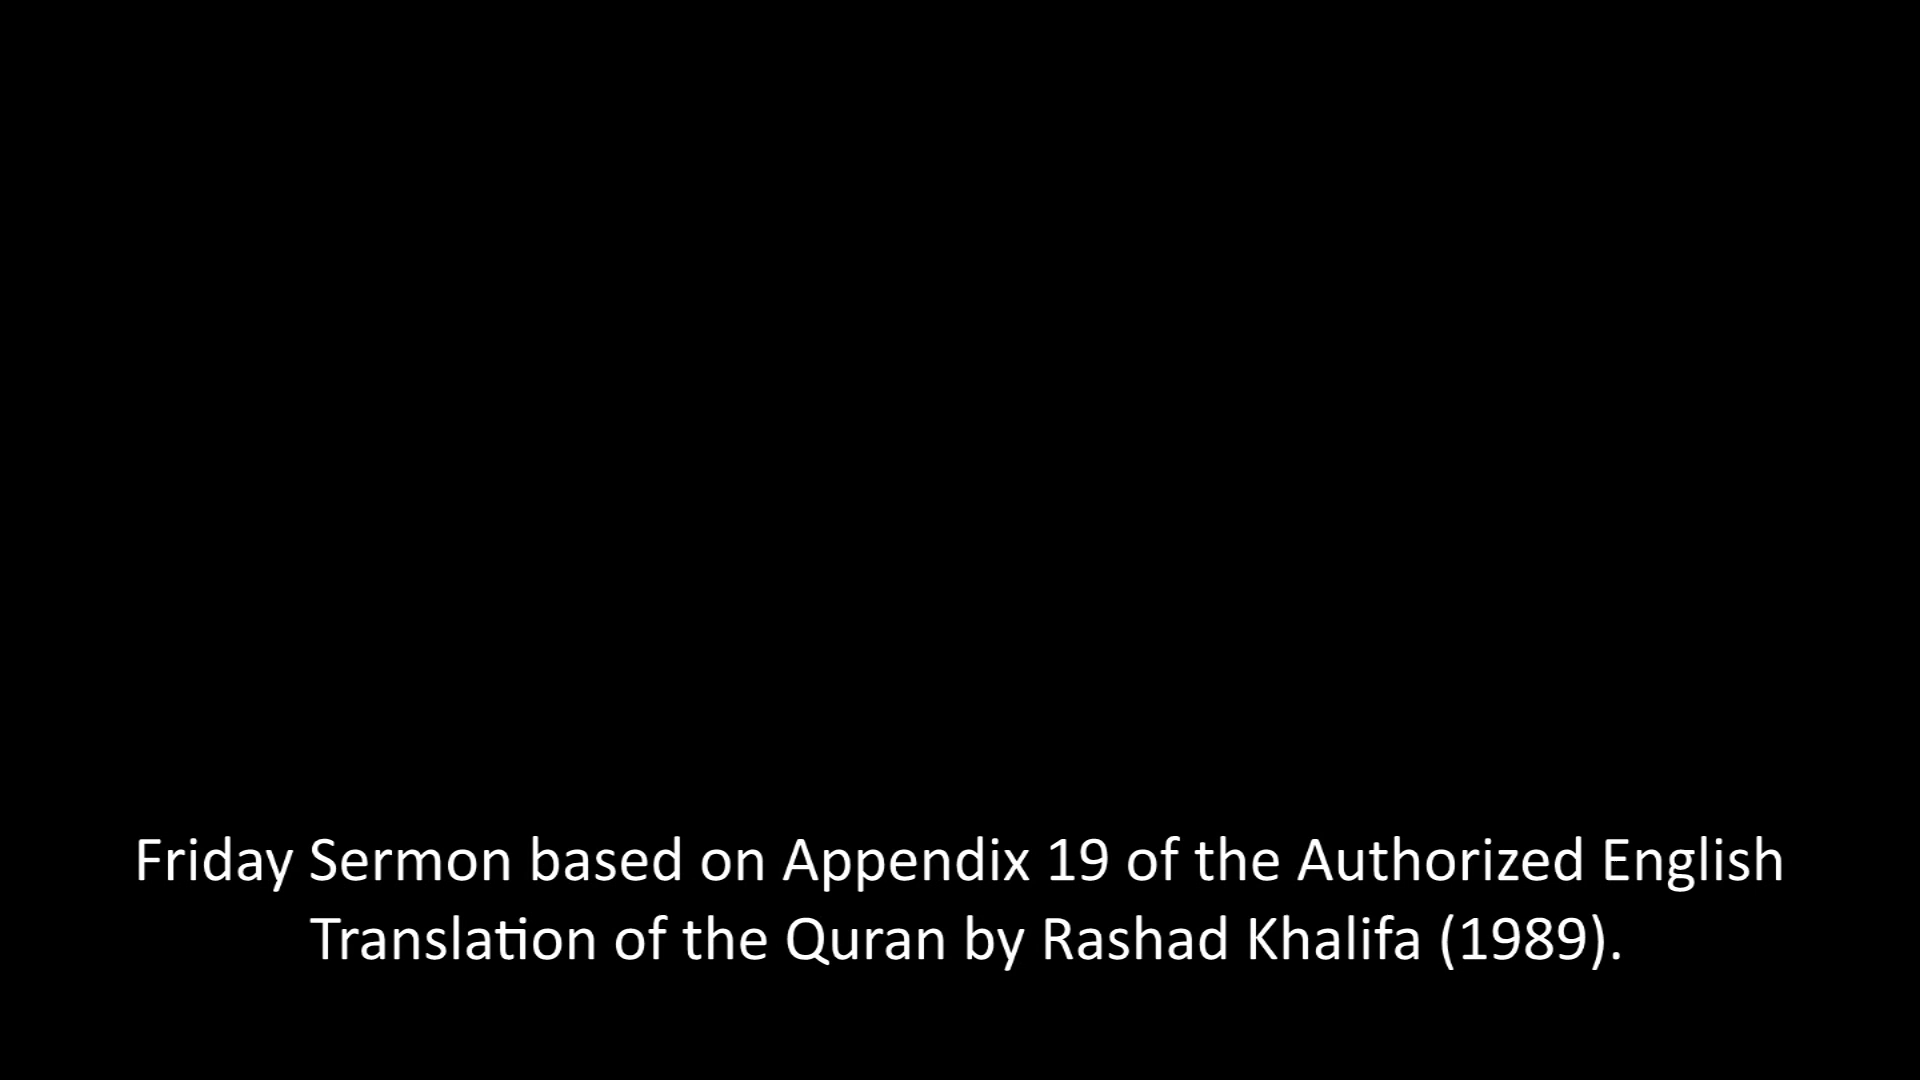 Friday Sermon based on Appendix 19 of the Authorized English
Translation of the Quran by Rashad Khalifa (1989).